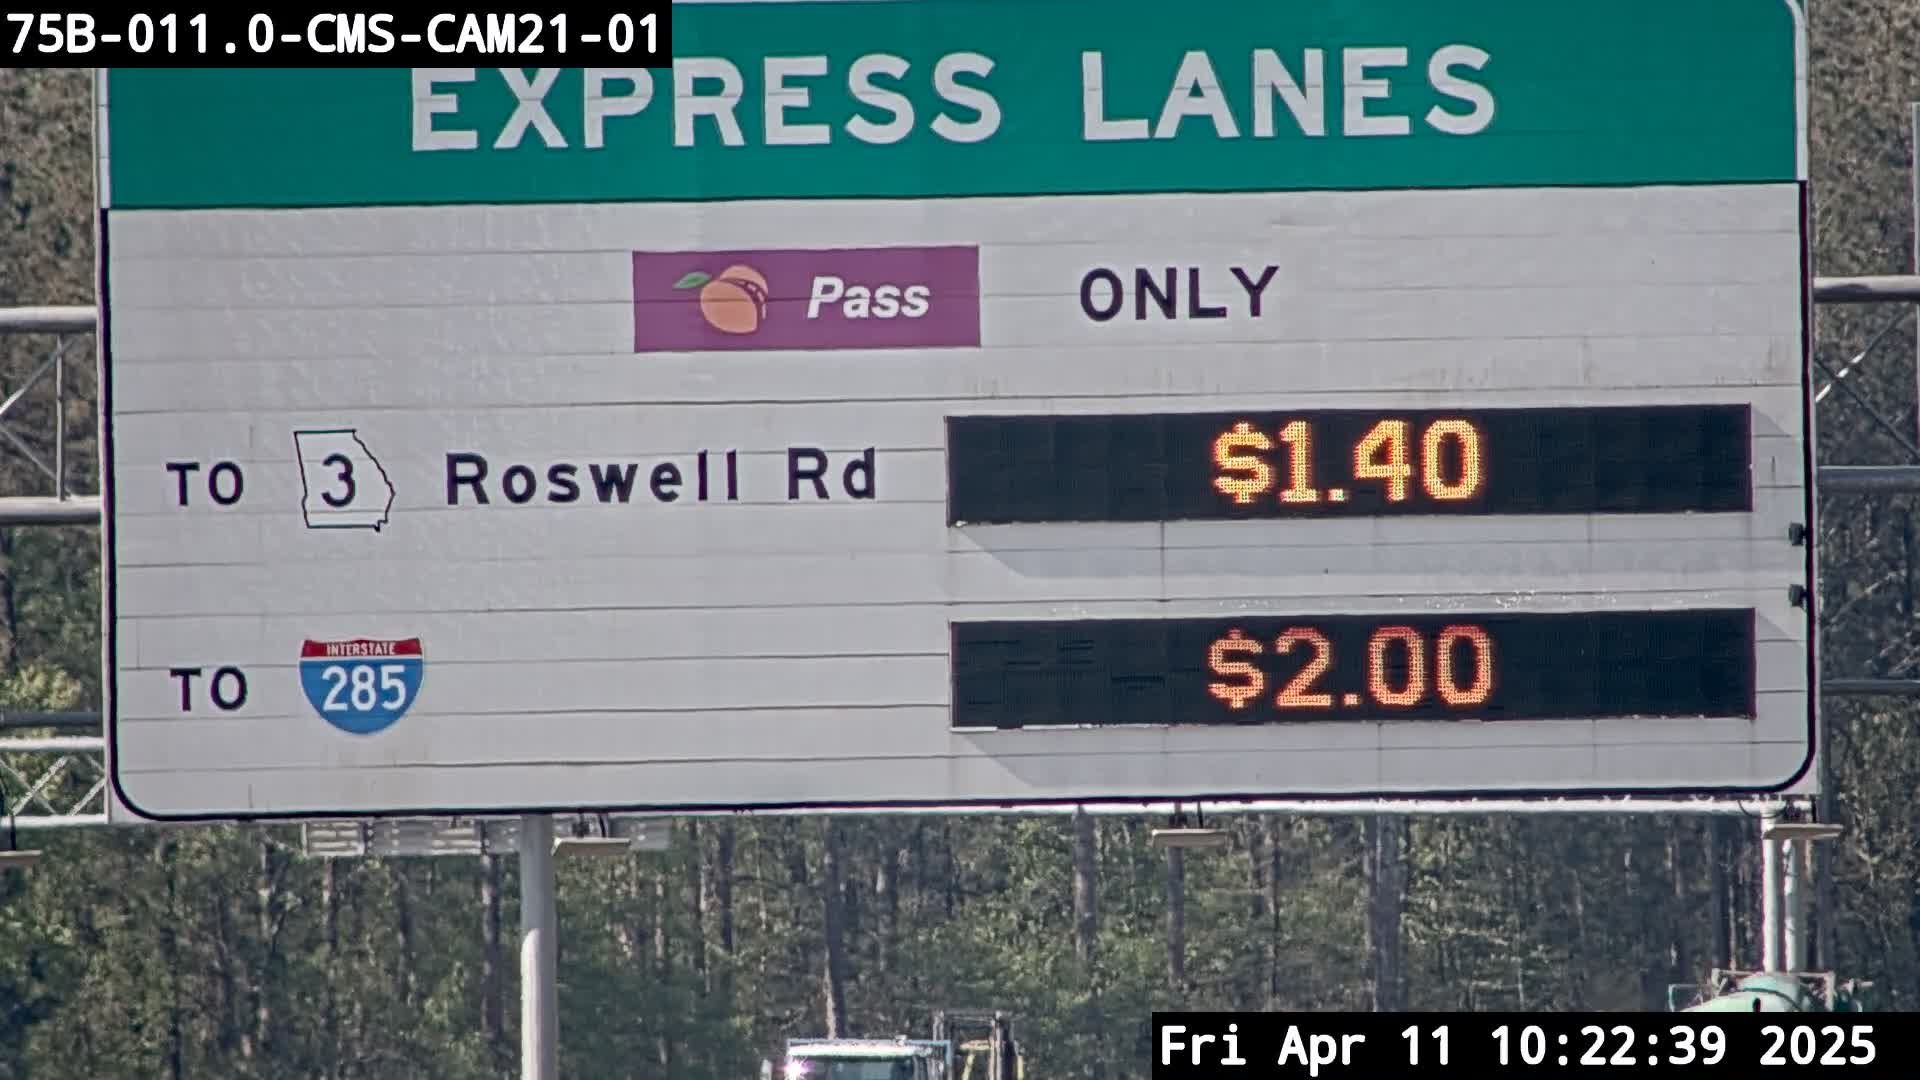 75B-011.0-CMS-CAM21-01
EXPRESS LANES
Pass ONLY
TO 3 Roswell Rd $1.40
INTERSTATE
TO 285 $2.00
Fri Apr 11 10:22:39 2025